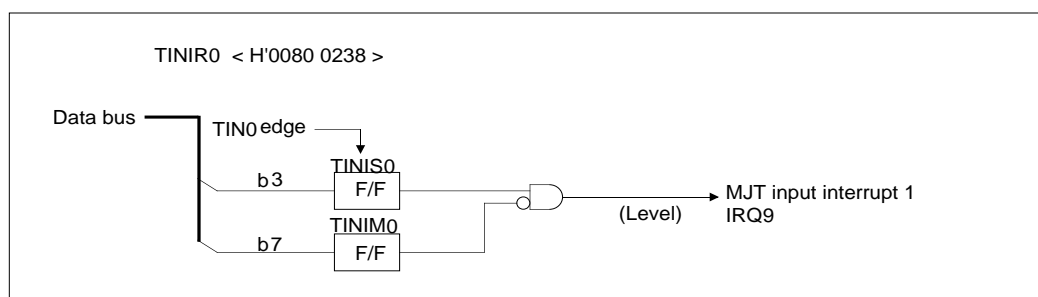 TINIR0 < H'0080 0238 >
Data bus
TIN0 edge
TINIS0
b3
F/F
MJT input interrupt 1
(Level)
IRQ9
TINIM0
b7
F/F